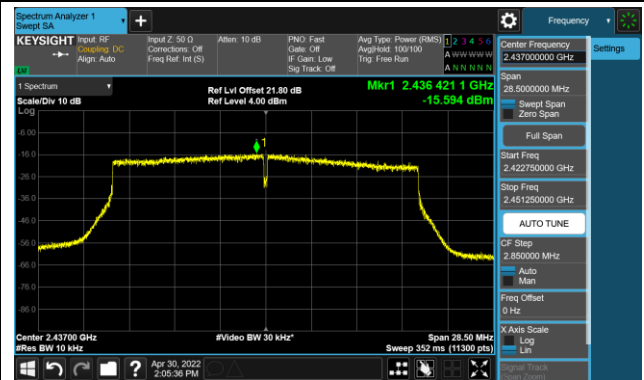 Spectrum Analyzer 1
Swept SA
+
Frequency
KEYSIGHT
Input: RF
Coupling: DC
Align: Auto
Input Z: 50 Ω
Corrections: Off
Freq Ref: Int (S)
Atten: 10 dB
PNO: Fast
Gate: Off
IF Gain: Low
Sig Track: Off
Avg Type: Power (RMS)
Avg|Hold: 100/100
Trig: Free Run
1 2 3 4 5 6
A W W W W W
A N N N N N
LXI
1 Spectrum
Scale/Div 10 dB
Log
Ref Lvl Offset 21.80 dB
Ref Level 4.00 dBm
Mkr1 2.436 421 1 GHz
-15.594 dBm
1
-6.00
-16.0
-26.0
-36.0
-46.0
-56.0
-66.0
-76.0
-86.0
Center 2.43700 GHz
#Res BW 10 kHz
#Video BW 30 kHz*
Span 28.50 MHz
Sweep 352 ms (11300 pts)
Center Frequency
2.437000000 GHz
Settings
Span
28.5000000 MHz
Swept Span
Zero Span
Full Span
Start Freq
2.422750000 GHz
Stop Freq
2.451250000 GHz
AUTO TUNE
CF Step
2.850000 MHz
Auto
Man
Freq Offset
0 Hz
X Axis Scale
Log
Lin
Signal Track
(Span Zoom)
?
Apr 30, 2022
2:05:36 PM